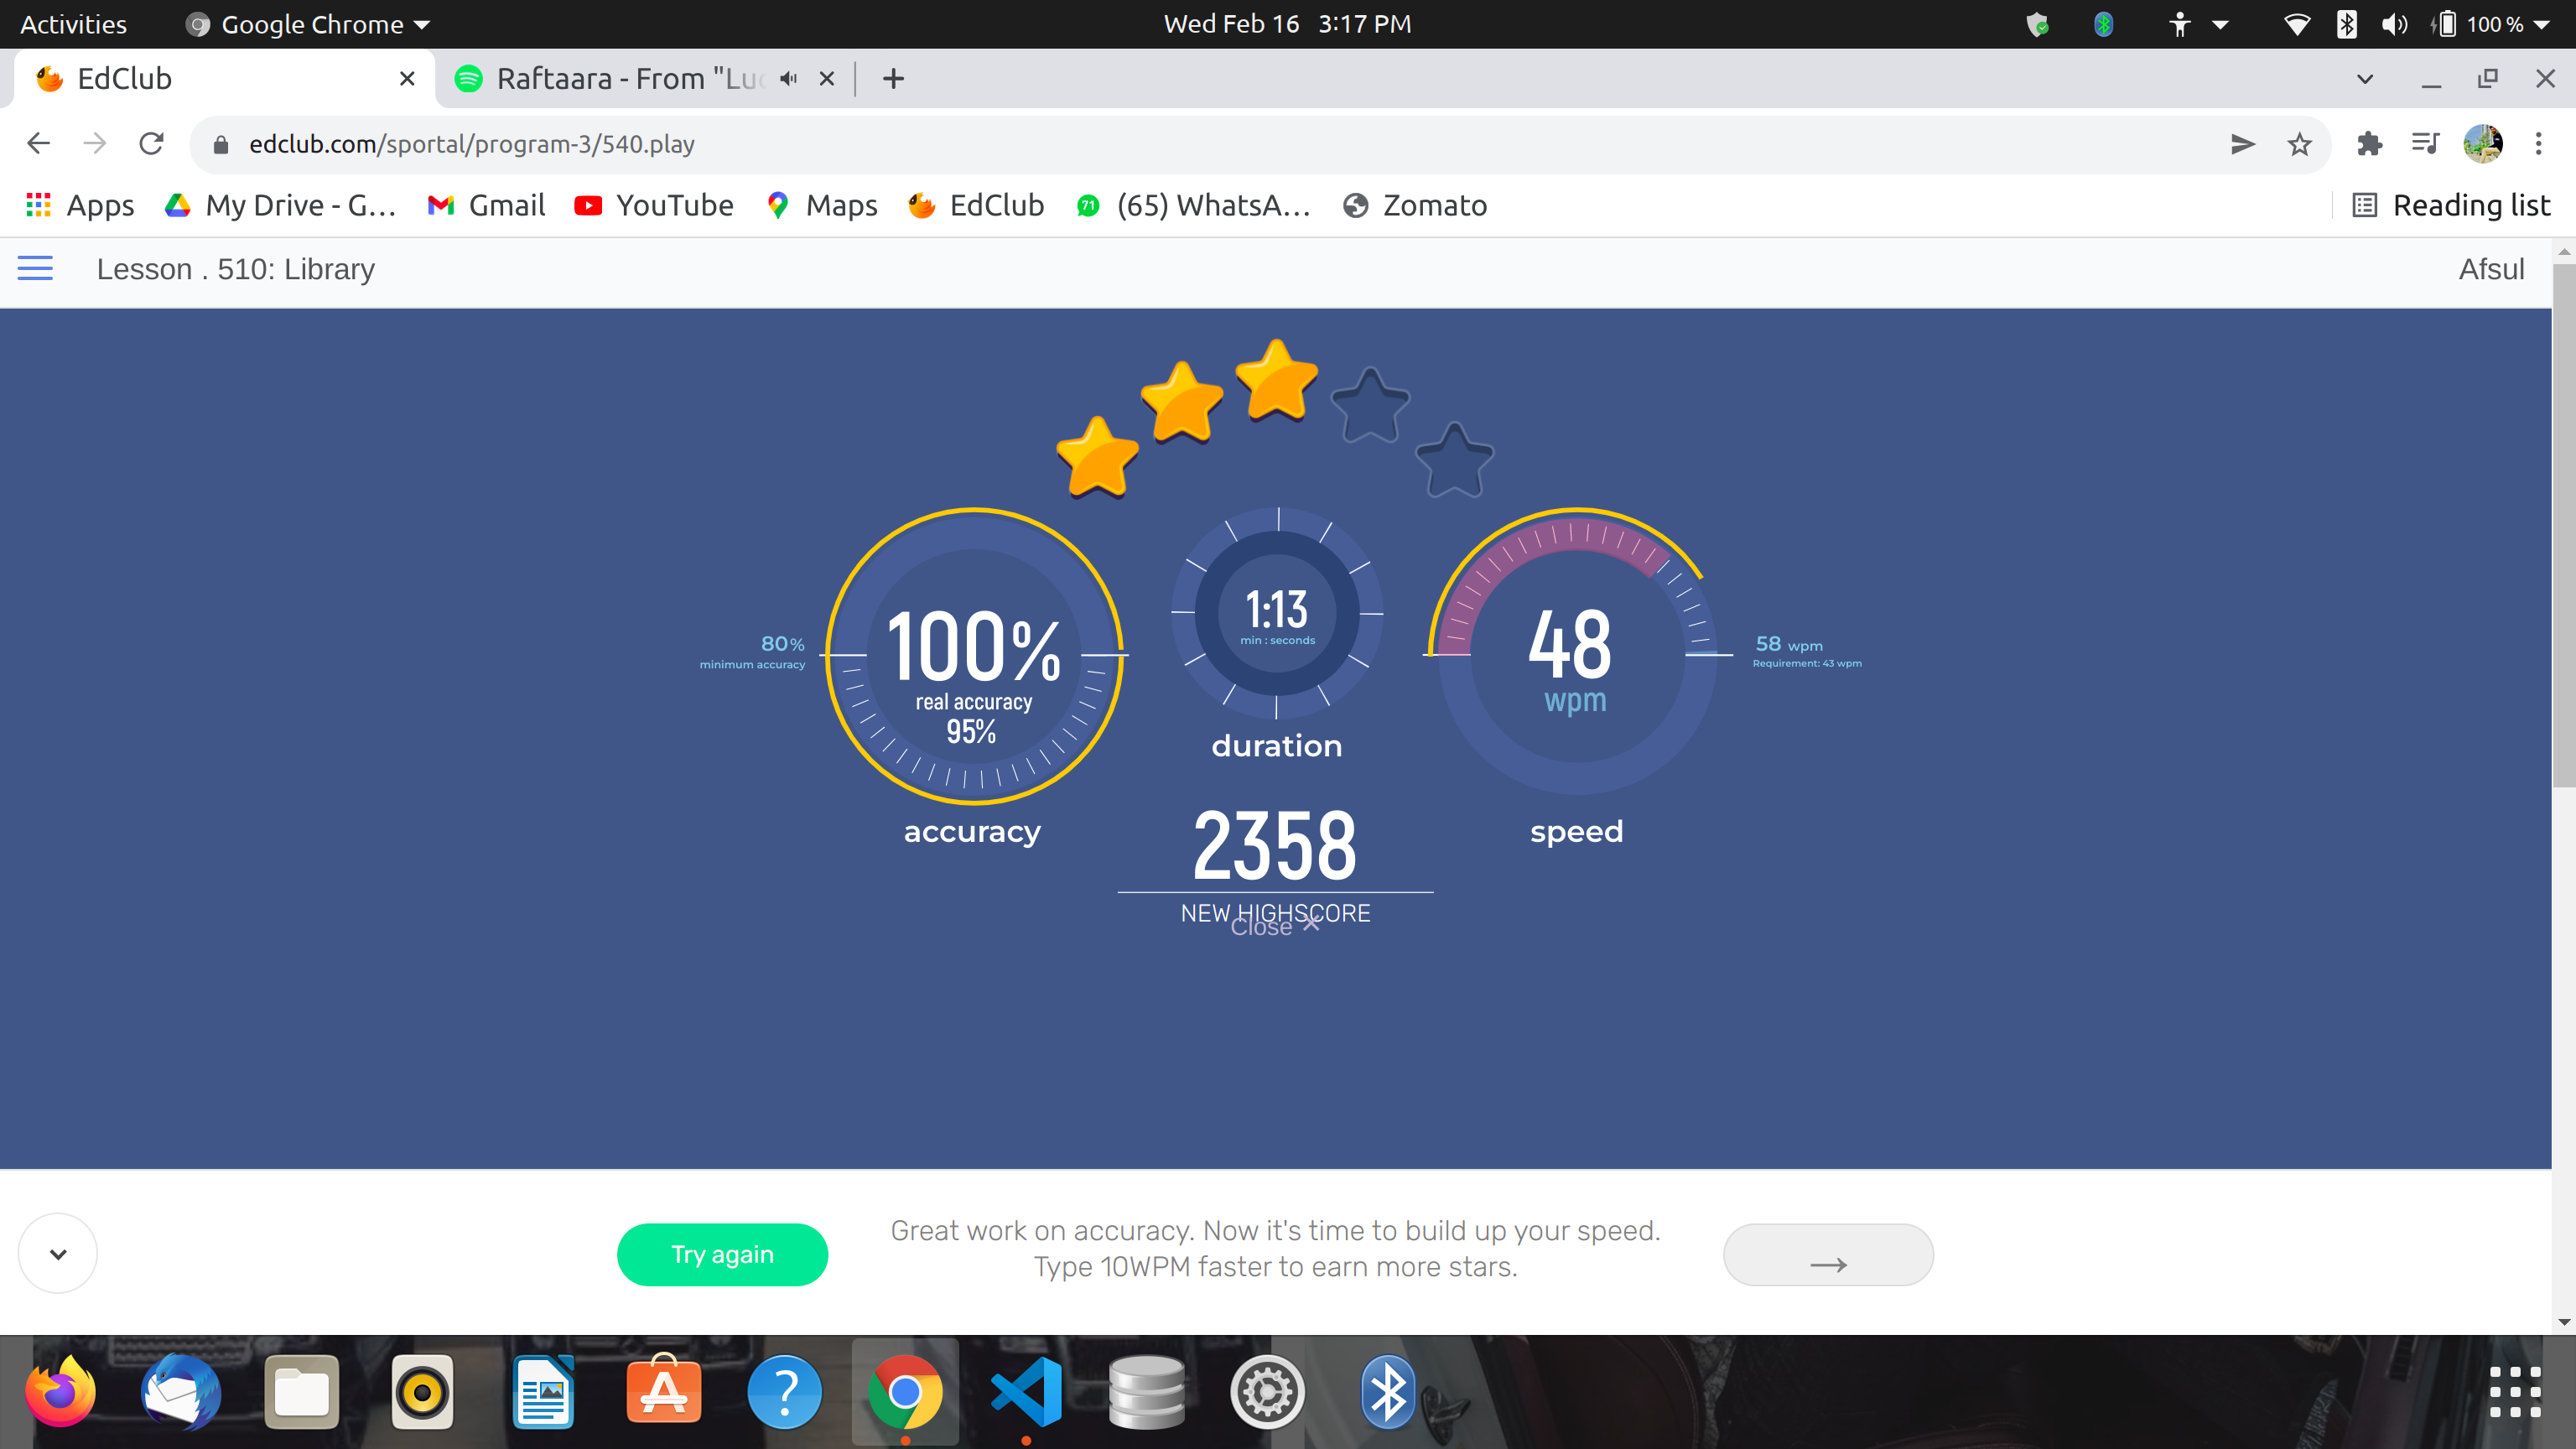 Activities Google Chrome Wed Feb 16 3:17 PM 100 %
EdClub Raftaara - From "Luc
edclub.com/sportal/program-3/540.play
Apps My Drive - G... Gmail YouTube Maps EdClub 71 (65) WhatsA... Zomato Reading list
Lesson . 510: Library Afsul
80%
minimum accuracy
100%
real accuracy
95%
accuracy
1:13
min : seconds
duration
48
wpm
speed
58 wpm
Requirement: 43 wpm
2358
NEW HIGHSCORE
Close ×
Try again
Great work on accuracy. Now it's time to build up your speed.
Type 10WPM faster to earn more stars.
→